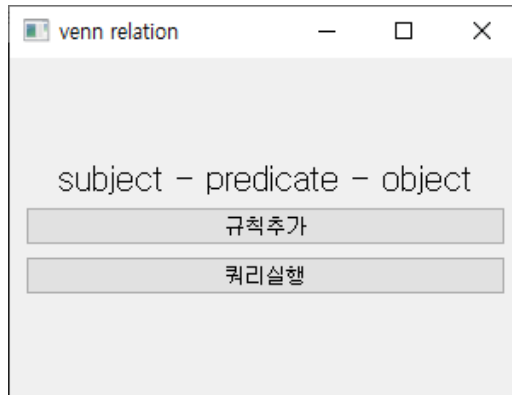 venn relation
subject - predicate - object
규칙추가
쿼리실행